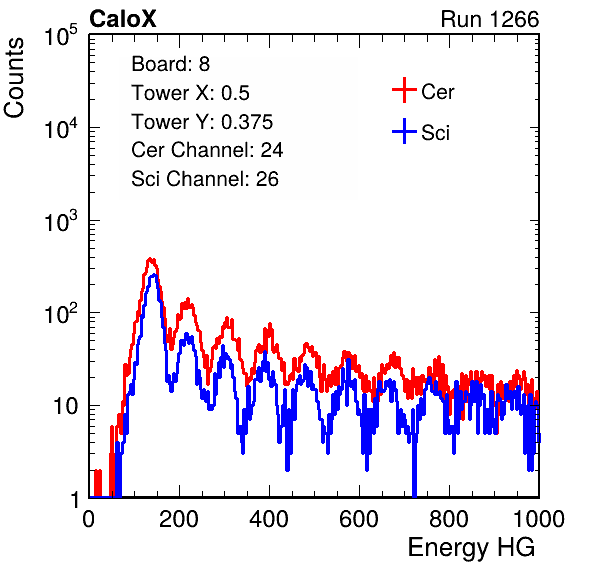 CaloX Run 1266
Counts
10^5
10^4
10^3
10^2
10
1
Board: 8
Tower X: 0.5
Tower Y: 0.375
Cer Channel: 24
Sci Channel: 26
Cer
Sci
0 200 400 600 800 1000
Energy HG